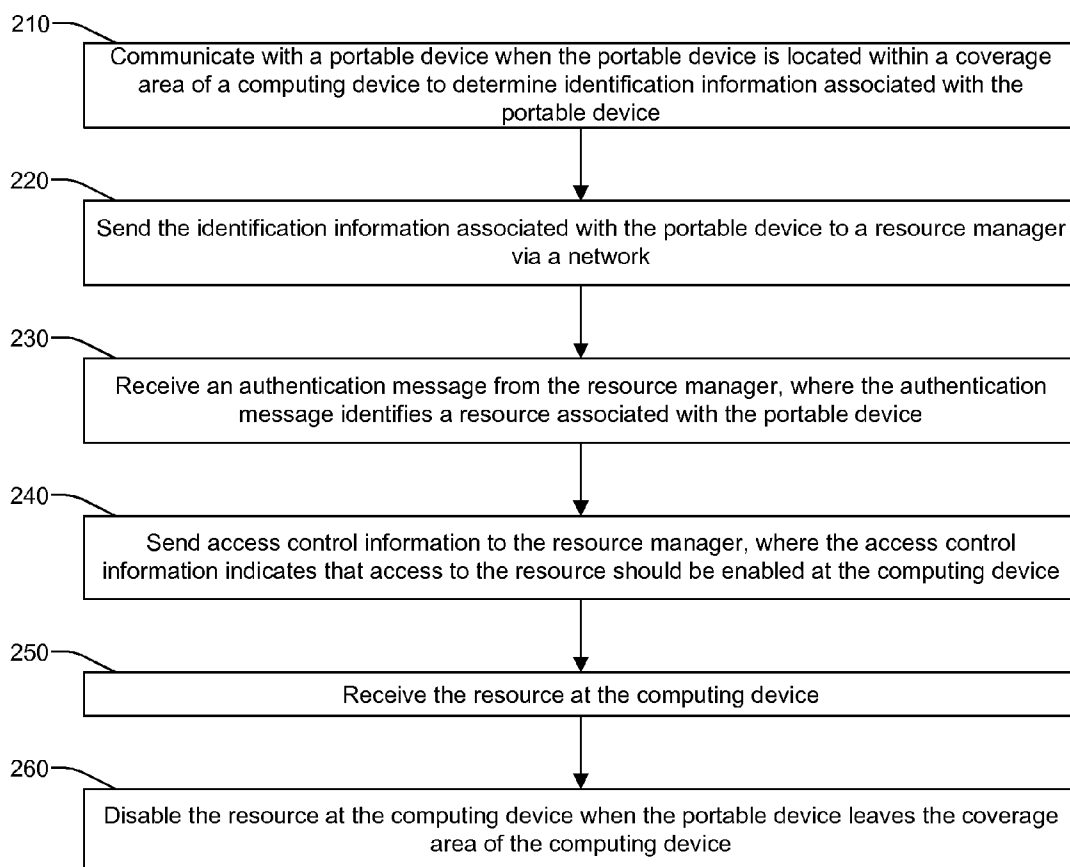 210
Communicate with a portable device when the portable device is located within a coverage
area of a computing device to determine identification information associated with the
portable device
220
Send the identification information associated with the portable device to a resource manager
via a network
230
Receive an authentication message from the resource manager, where the authentication
message identifies a resource associated with the portable device
240
Send access control information to the resource manager, where the access control
information indicates that access to the resource should be enabled at the computing device
250
Receive the resource at the computing device
260
Disable the resource at the computing device when the portable device leaves the coverage
area of the computing device